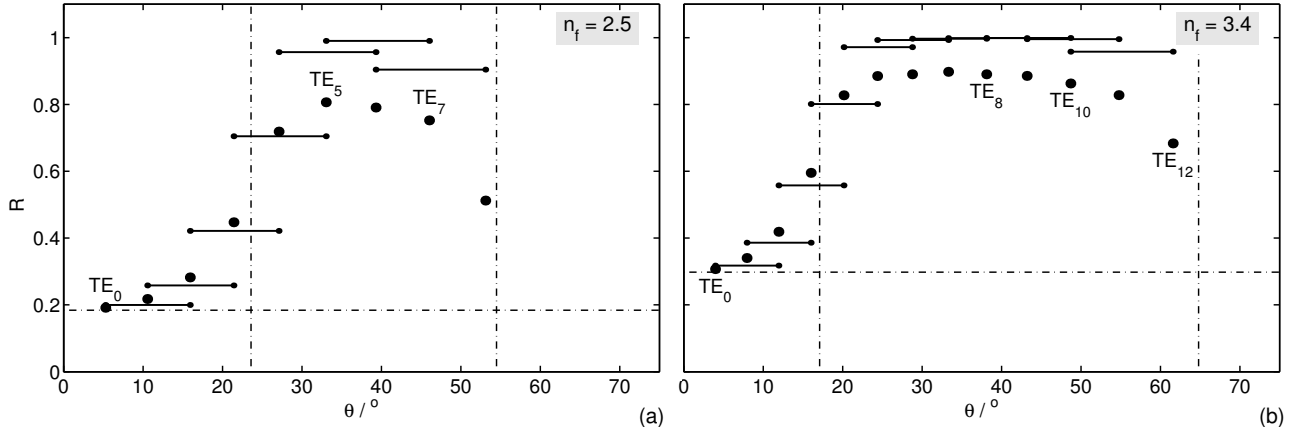 n_f = 2.5
1
0.8
0.6
0.4
0.2
0
R
TE_0
TE_5
TE_7
0 10 20 30 40 50 60 70
θ / °
(a)
n_f = 3.4
TE_0
TE_8
TE_10
TE_12
0 10 20 30 40 50 60 70
θ / °
(b)